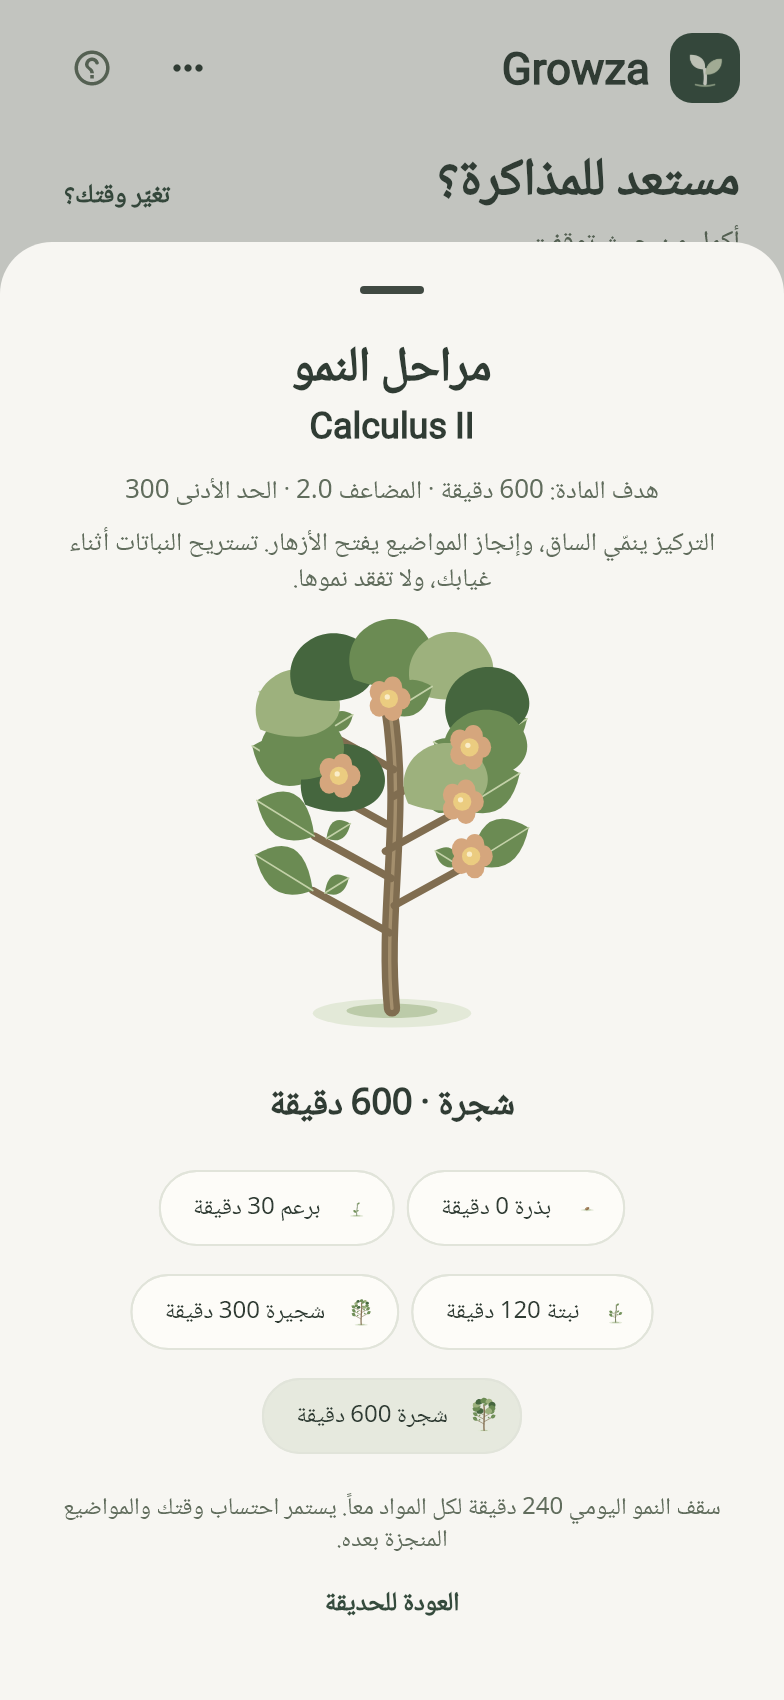 Growza
مستعد للمذاكرة؟
تغيّر وقتك؟
مراحل النمو
Calculus II
هدف المادة: 600 دقيقة · المضاعف 2.0 · الحد الأدنى 300
التركيز ينمّي الساق، وإنجاز المواضيع يفتح الأزهار. تستريح النباتات أثناء
غيابك، ولا تفقد نموها.
شجرة · 600 دقيقة
بذرة 0 دقيقة
برعم 30 دقيقة
نبتة 120 دقيقة
شجيرة 300 دقيقة
شجرة 600 دقيقة
سقف النمو اليومي 240 دقيقة لكل المواد معاً. يستمر احتساب وقتك والمواضيع
المنجزة بعده.
العودة للحديقة